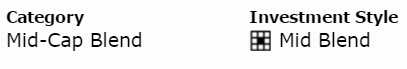 Category
Mid-Cap Blend
Investment Style
Mid Blend